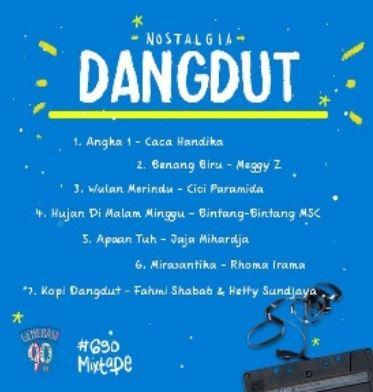 - NOSTALGIA -
DANGDUT
1. Angka 1 - Caca Handika
2. Benang Biru - Meggy Z
3. Wulan Merindu - Cici Paramida
4. Hujan Di Malam Minggu - Bintang-Bintang MSC
5. Apaan Tuh - Jaja Mihardja
6. Mirasantika - Rhoma Irama
*7. Kopi Dangdut - Fahmi Shabab & Hetty Sundjaya
GENERASI
90
#G90
Mixtape